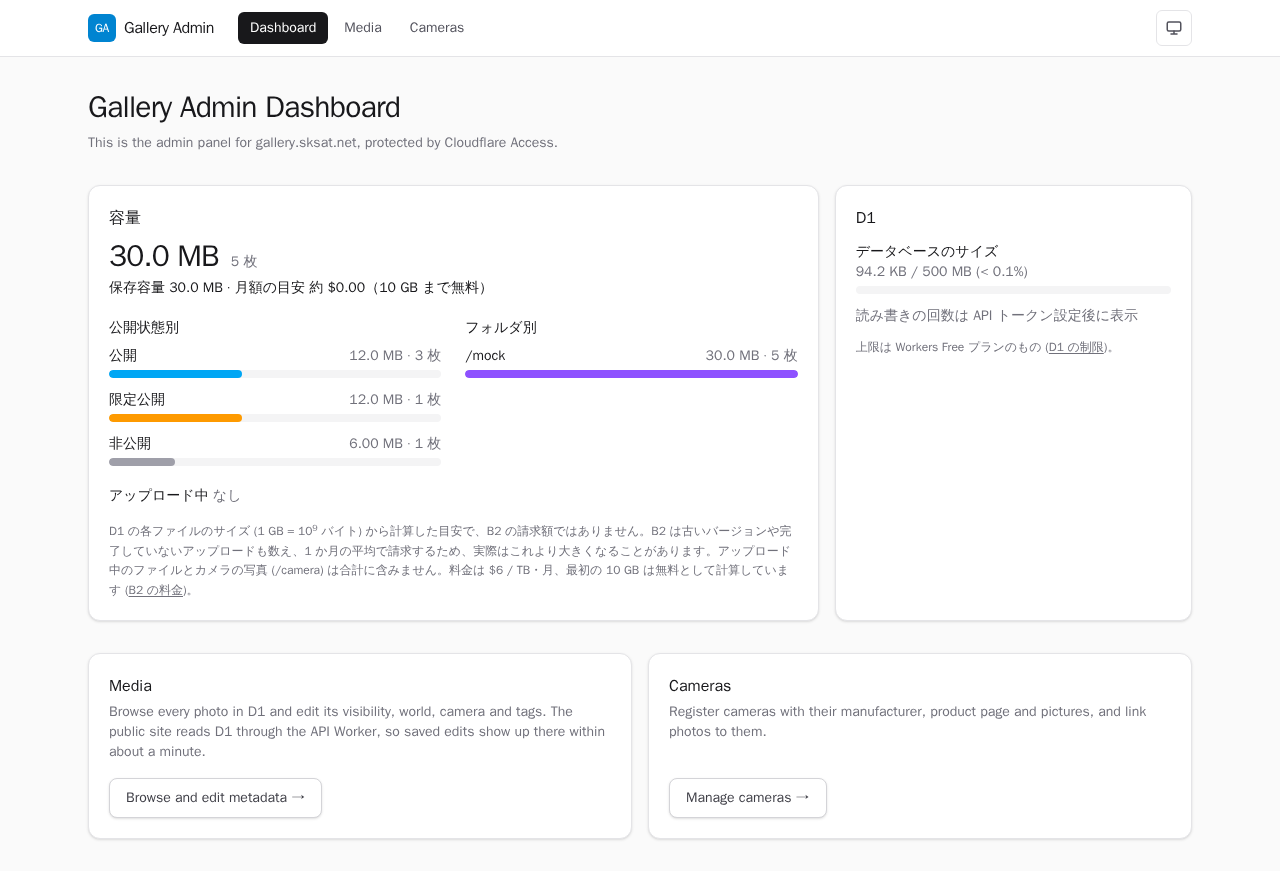 GA Gallery Admin Dashboard Media Cameras
Gallery Admin Dashboard
This is the admin panel for gallery.sksat.net, protected by Cloudflare Access.
容量
30.0 MB 5 枚
保存容量 30.0 MB · 月額の目安 約 $0.00（10 GB まで無料）
公開状態別
公開 12.0 MB · 3 枚
限定公開 12.0 MB · 1 枚
非公開 6.00 MB · 1 枚
フォルダ別
/mock 30.0 MB · 5 枚
アップロード中 なし
D1 の各ファイルのサイズ (1 GB = 10⁹ バイト) から計算した目安で、B2 の請求額ではありません。B2 は古いバージョンや完
了していないアップロードも数え、1 か月の平均で請求するため、実際はこれより大きくなることがあります。アップロード
中のファイルとカメラの写真 (/camera) は合計に含みません。料金は $6 / TB・月、最初の 10 GB は無料として計算していま
す (B2 の料金)。
D1
データベースのサイズ
94.2 KB / 500 MB (< 0.1%)
読み書きの回数は API トークン設定後に表示
上限は Workers Free プランのもの (D1 の制限)。
Media
Browse every photo in D1 and edit its visibility, world, camera and tags. The
public site reads D1 through the API Worker, so saved edits show up there within
about a minute.
Browse and edit metadata →
Cameras
Register cameras with their manufacturer, product page and pictures, and link
photos to them.
Manage cameras →